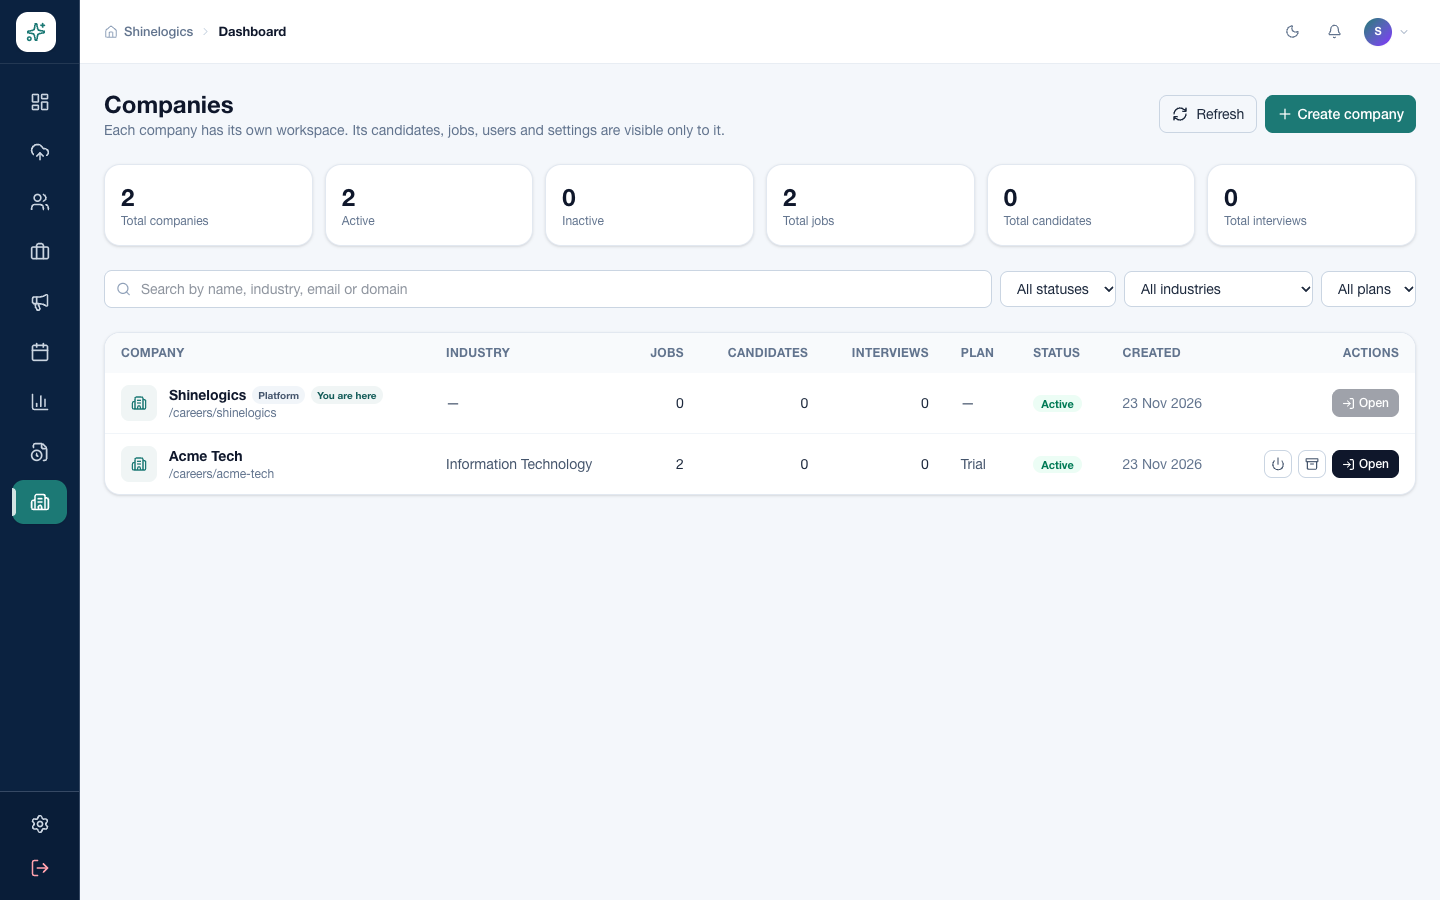 Shinelogics
Dashboard
S
Companies
Each company has its own workspace. Its candidates, jobs, users and settings are visible only to it.
Refresh
Create company
2
Total companies
2
Active
0
Inactive
2
Total jobs
0
Total candidates
0
Total interviews
Search by name, industry, email or domain
All statuses
All industries
All plans
COMPANY INDUSTRY JOBS CANDIDATES INTERVIEWS PLAN STATUS CREATED ACTIONS
Shinelogics Platform You are here
/careers/shinelogics
— 0 0 0 — Active 23 Nov 2026 Open
Acme Tech
/careers/acme-tech
Information Technology 2 0 0 Trial Active 23 Nov 2026 Open